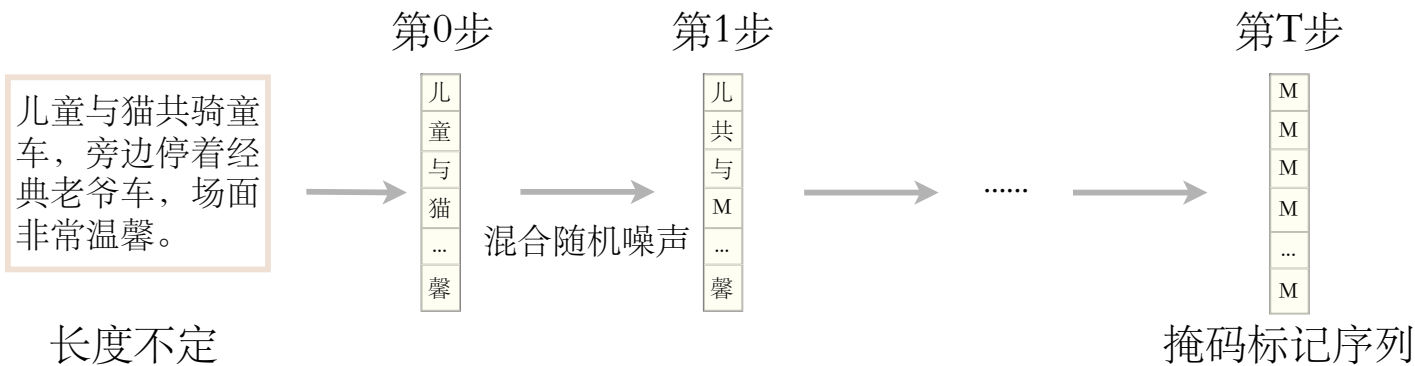 第0步
第1步
第T步
儿童与猫共骑童
车，旁边停着经
典老爷车，场面
非常温馨。
儿
童
与
猫
...
馨
混合随机噪声
儿
共
与
M
...
馨
......
M
M
M
M
...
M
长度不定
掩码标记序列